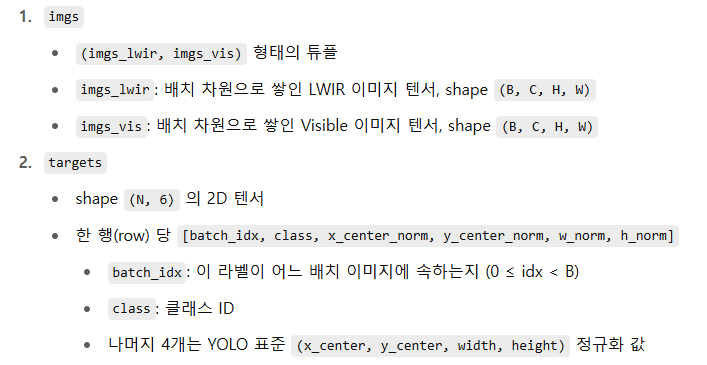 1. imgs
• (imgs_lwir, imgs_vis) 형태의 튜플
• imgs_lwir: 배치 차원으로 쌓인 LWIR 이미지 텐서, shape (B, C, H, W)
• imgs_vis: 배치 차원으로 쌓인 Visible 이미지 텐서, shape (B, C, H, W)
2. targets
• shape (N, 6) 의 2D 텐서
• 한 행(row) 당 [batch_idx, class, x_center_norm, y_center_norm, w_norm, h_norm]
• batch_idx: 이 라벨이 어느 배치 이미지에 속하는지 (0 ≤ idx < B)
• class: 클래스 ID
• 나머지 4개는 YOLO 표준 (x_center, y_center, width, height) 정규화 값